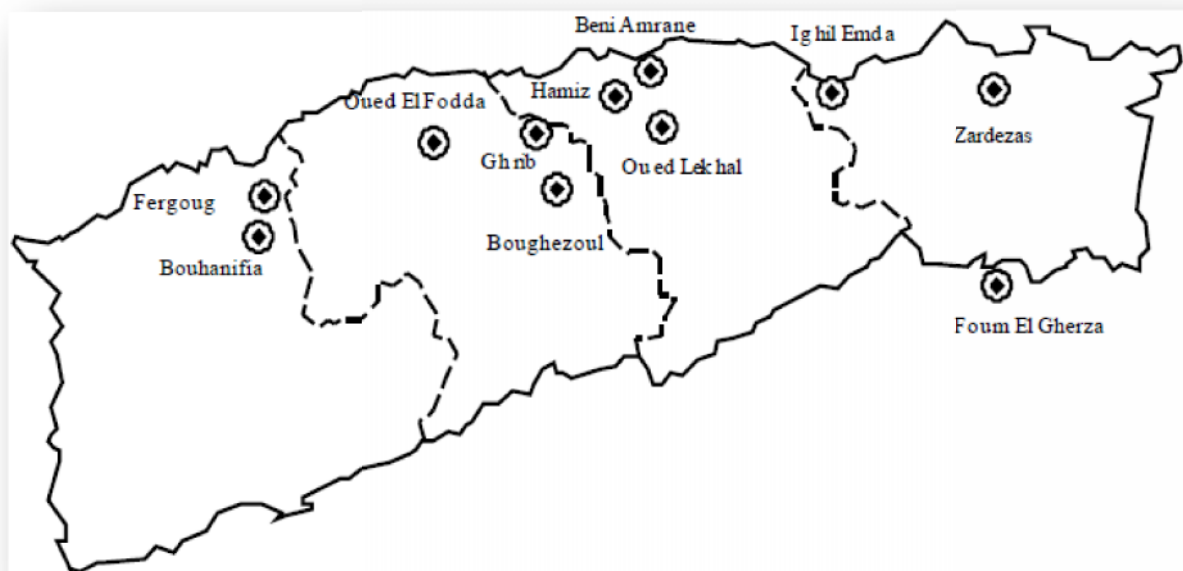 Beni Amrane
Ighil Emda
Oued El Fodda
Hamiz
Zardezas
Ghrib
Oued Lekhal
Fergoug
Boughezoul
Bouhanifia
Foum El Gherza